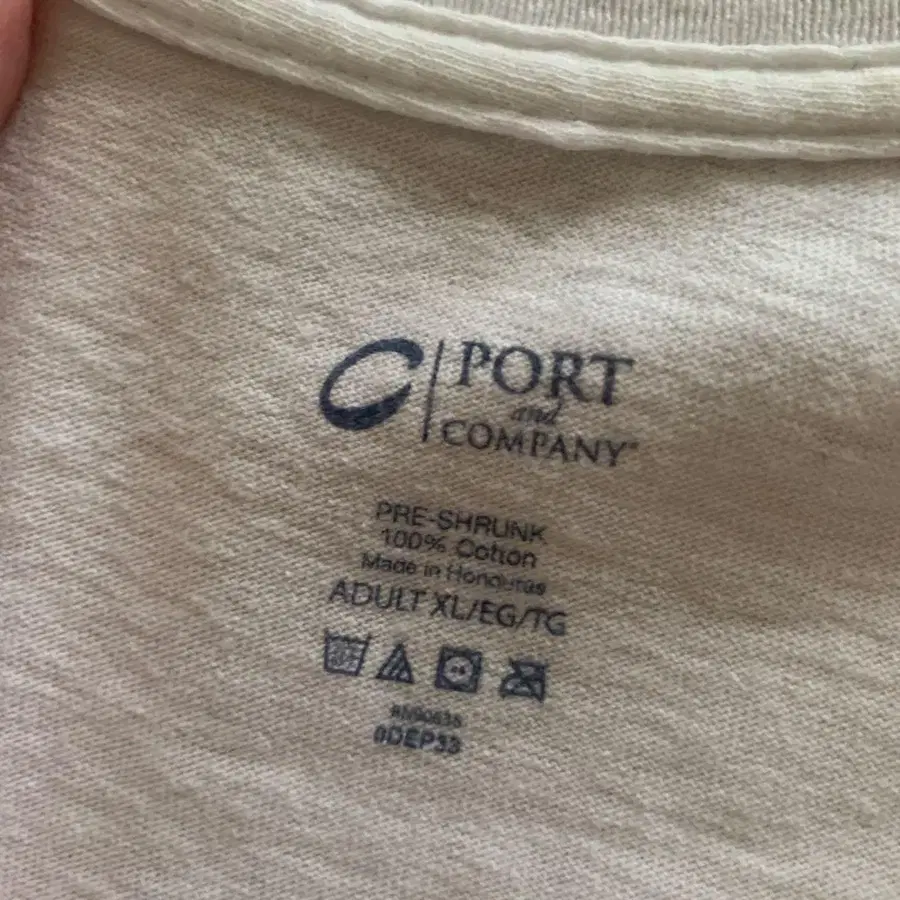 PORT
and
COMPANY®
PRE-SHRUNK
100% Cotton
Made in Honduras
ADULT XL/EG/TG